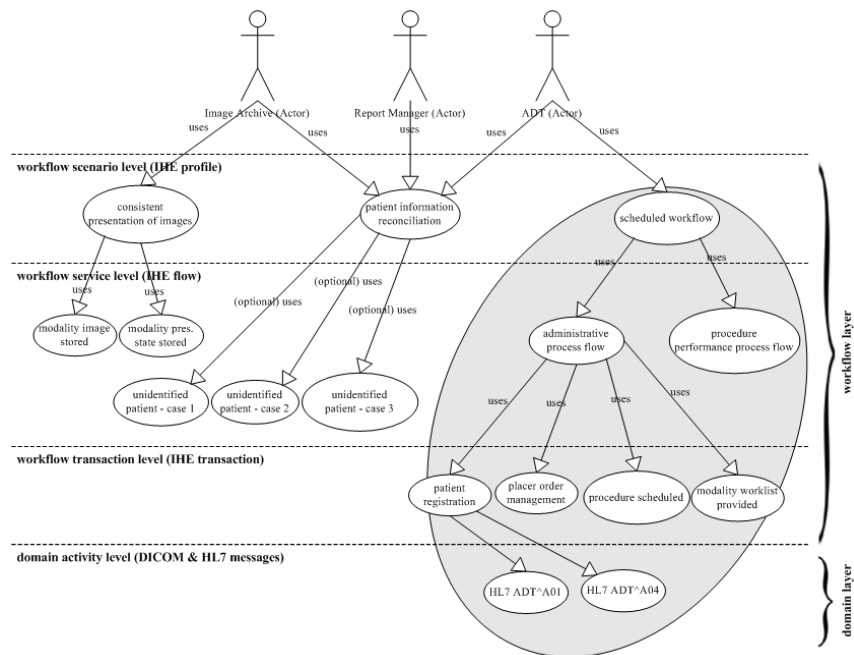 Image Archive (Actor)
Report Manager (Actor)
ADT (Actor)
uses
uses
uses
uses
uses
workflow scenario level (IHE profile)
consistent
presentation of images
patient information
reconciliation
scheduled workflow
workflow service level (IHE flow)
uses
uses
(optional) uses
(optional) uses
(optional) uses
uses
uses
modality image
stored
modality pres.
state stored
administrative
process flow
procedure
performance process flow
unidentified
patient - case 1
unidentified
patient - case 2
unidentified
patient - case 3
uses
uses
uses
uses
workflow transaction level (IHE transaction)
patient
registration
placer order
management
procedure scheduled
modality worklist
provided
domain activity level (DICOM & HL7 messages)
HL7 ADT^A01
HL7 ADT^A04
workflow layer
domain layer